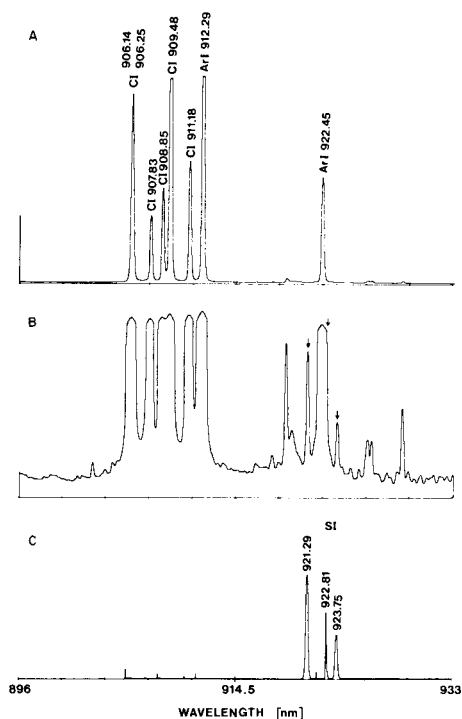 A
906.14
CI 906.25
CI 907.83
CI 908.85
CI 909.48
CI 911.18
ArI 912.29
ArI 922.45
B
C
SI
921.29
922.81
923.75
896
914.5
933
WAVELENGTH [nm]